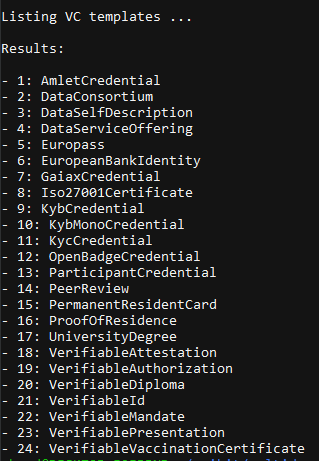 Listing VC templates ...
Results:
- 1: AmletCredential
- 2: DataConsortium
- 3: DataSelfDescription
- 4: DataServiceOffering
- 5: Europass
- 6: EuropeanBankIdentity
- 7: GaiaxCredential
- 8: Iso27001Certificate
- 9: KybCredential
- 10: KybMonoCredential
- 11: KycCredential
- 12: OpenBadgeCredential
- 13: ParticipantCredential
- 14: PeerReview
- 15: PermanentResidentCard
- 16: ProofOfResidence
- 17: UniversityDegree
- 18: VerifiableAttestation
- 19: VerifiableAuthorization
- 20: VerifiableDiploma
- 21: VerifiableId
- 22: VerifiableMandate
- 23: VerifiablePresentation
- 24: VerifiableVaccinationCertificate